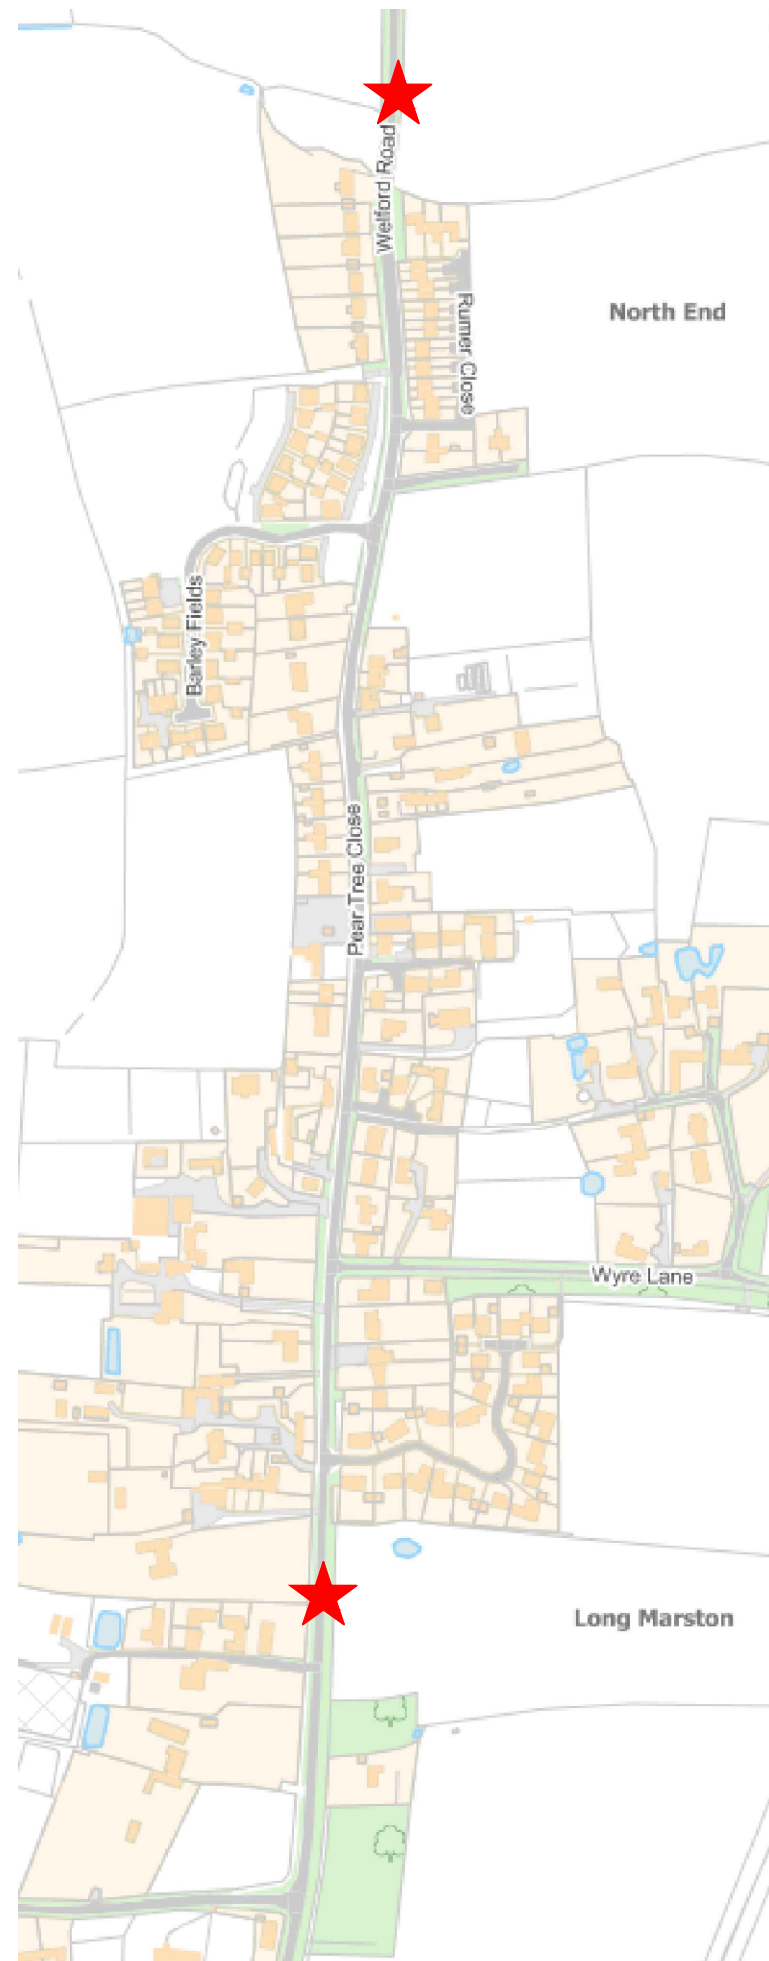 Welford Road
North End
Rumer Close
Barley Fields
Pear Tree Close
Wyre Lane
Long Marston